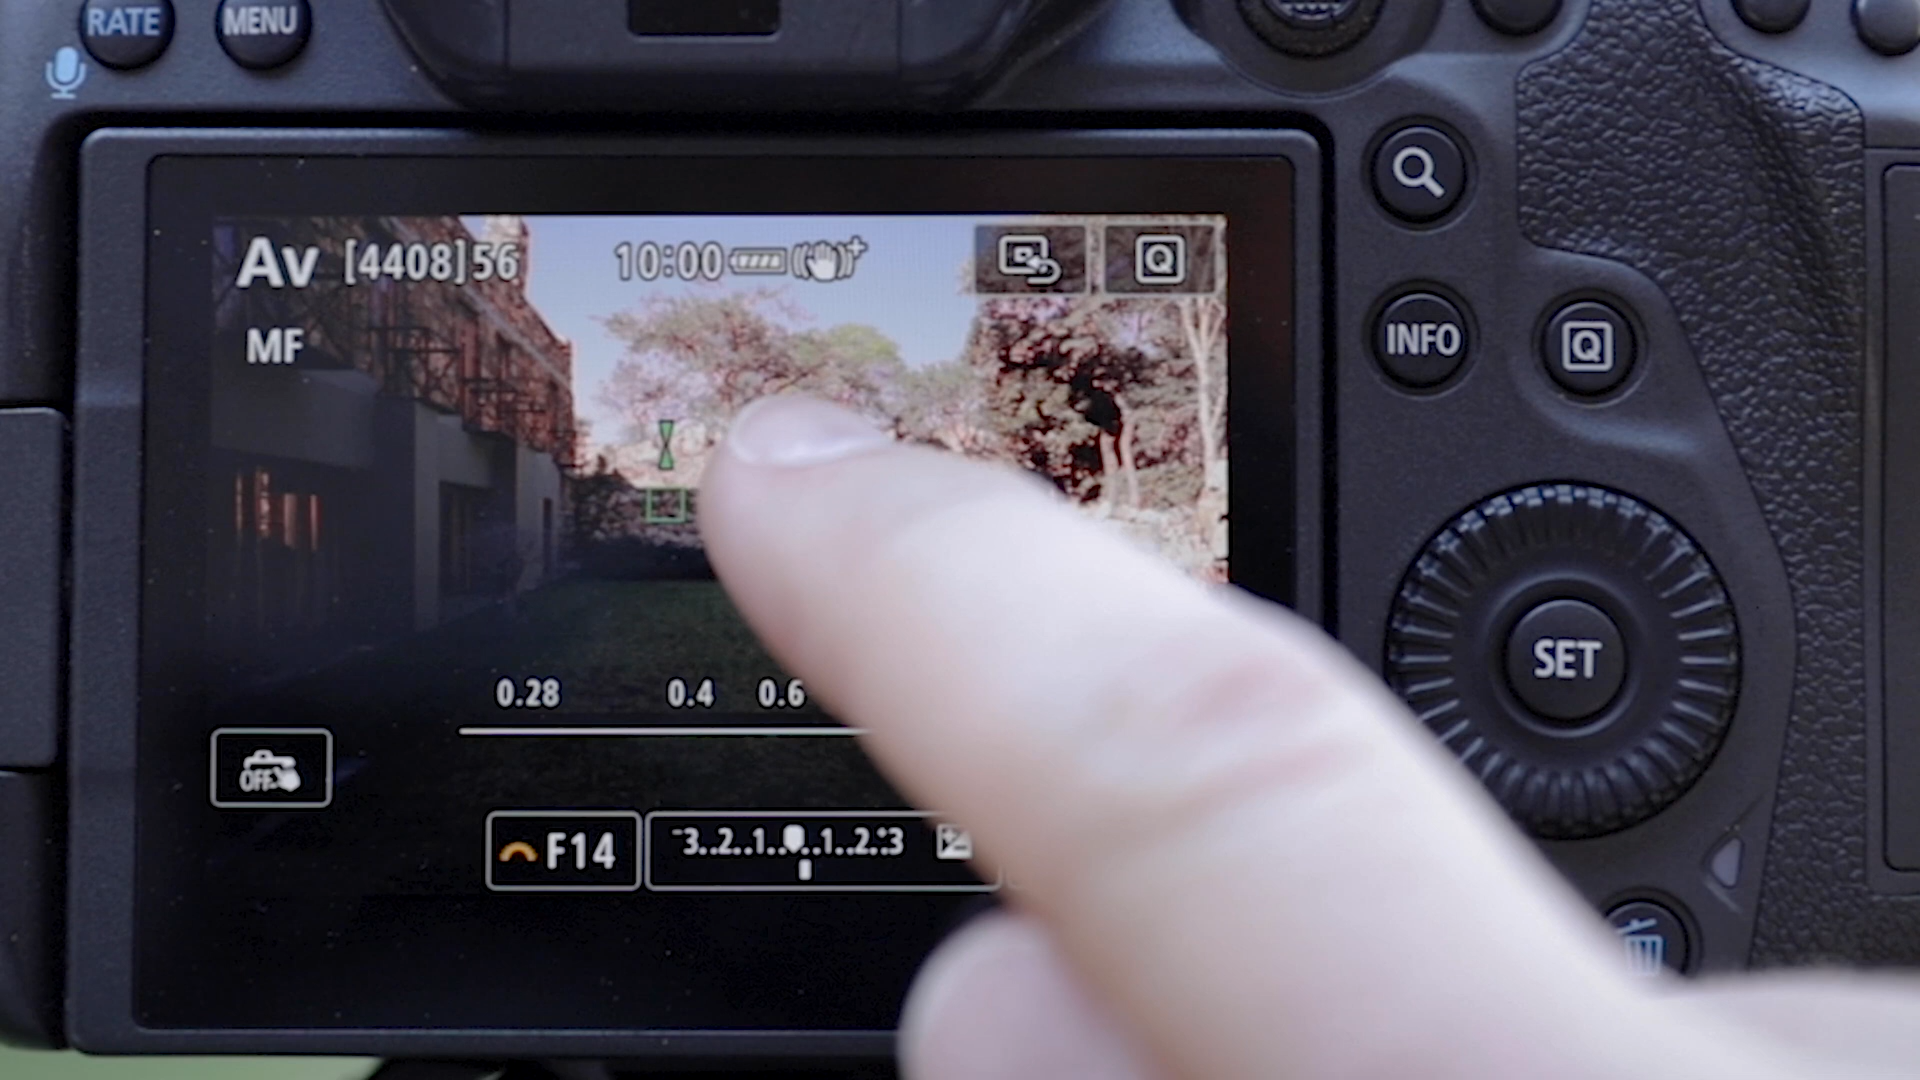 RATE MENU
Av [4408]56 10:00 Q
MF
INFO Q
0.28 0.4 0.6
SET
OFF
F14 -3..2..1....1..2..+3